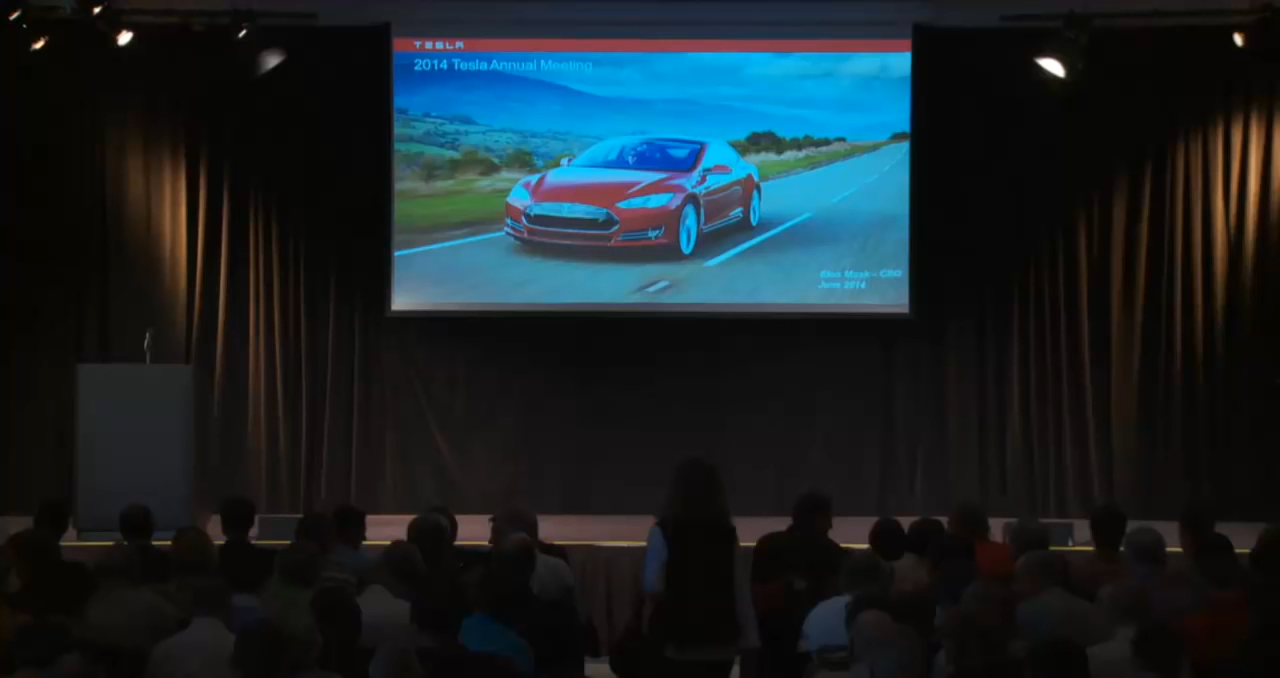 TESLA
2014 Tesla Annual Meeting
Elon Musk – CEO
June 2014